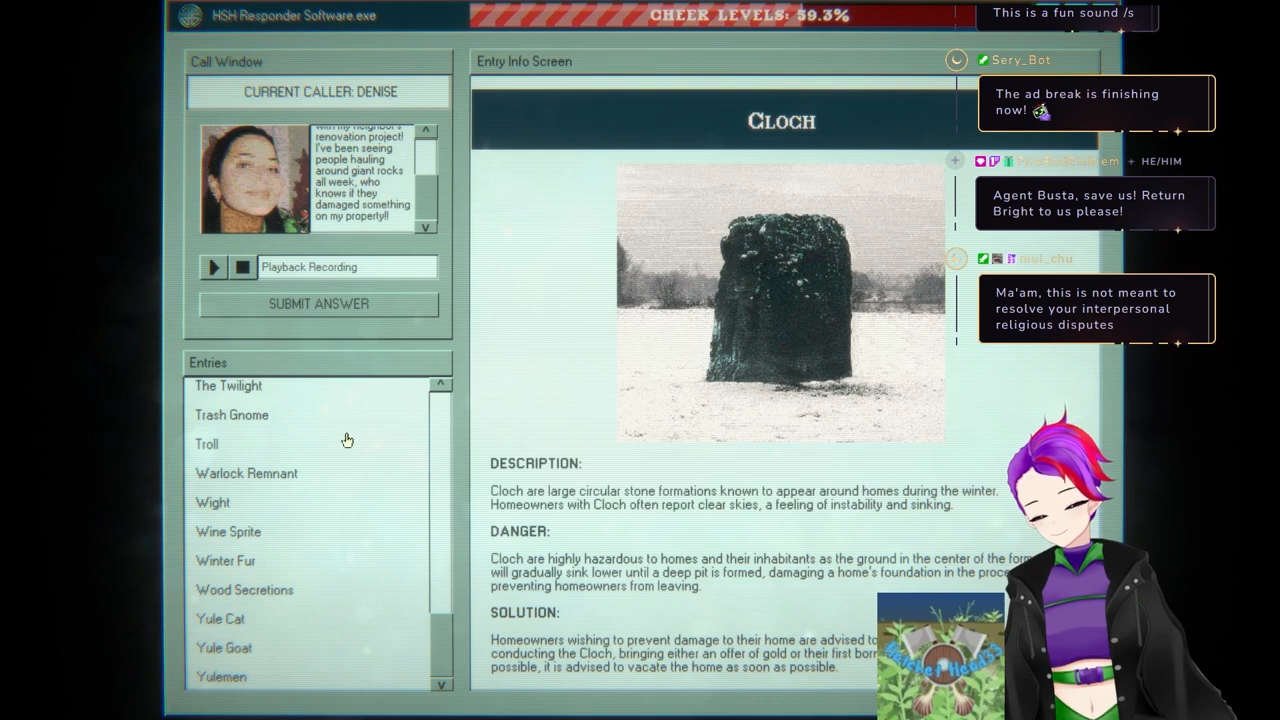 HSH Responder Software.exe
CHEER LEVELS: 59.3%
Call Window
CURRENT CALLER: DENISE
with my neighbor's
renovation project!
I've been seeing
people hauling
around giant rocks
all week, who
knows if they
damaged something
on my property!!
Playback Recording
SUBMIT ANSWER
Entries
The Twilight
Trash Gnome
Troll
Warlock Remnant
Wight
Wine Sprite
Winter Fur
Wood Secretions
Yule Cat
Yule Goat
Yulemen
Entry Info Screen
CLOCH
DESCRIPTION:
Cloch are large circular stone formations known to appear around homes during the winter.
Homeowners with Cloch often report clear skies, a feeling of instability and sinking.
DANGER:
Cloch are highly hazardous to homes and their inhabitants as the ground in the center of the form
will gradually sink lower until a deep pit is formed, damaging a home's foundation in the proce
preventing homeowners from leaving.
SOLUTION:
Homeowners wishing to prevent damage to their home are advised to
conducting the Cloch, bringing either an offer of gold or their first born
possible, it is advised to vacate the home as soon as possible.
This is a fun sound /s
Sery_Bot
The ad break is finishing
now!
HE/HIM
Agent Busta, save us! Return
Bright to us please!
mui_chu
Ma'am, this is not meant to
resolve your interpersonal
religious disputes